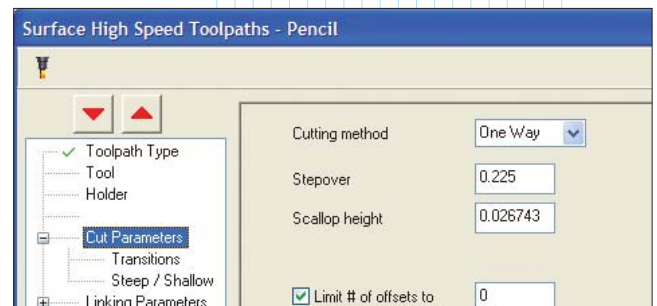 Surface High Speed Toolpaths - Pencil
Toolpath Type
Tool
Holder
Cut Parameters
Transitions
Steep / Shallow
Linking Parameters
Cutting method One Way
Stepover 0.225
Scallop height 0.026743
Limit # of offsets to 0